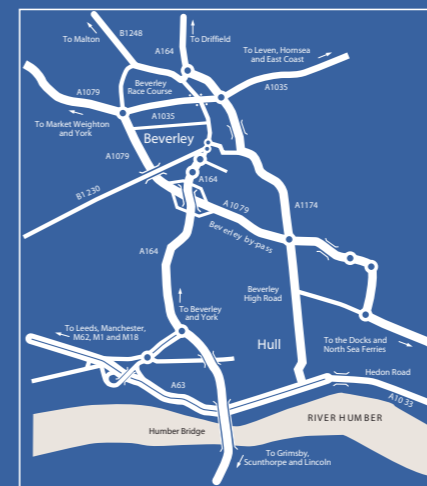 B1248
To Malton
A164
To Driffield
To Leven, Hornsea
and East Coast
Beverley
Race Course
A1079
A1035
A1035
To Market Weighton
and York
Beverley
A1079
A164
B1230
A1079
Beverley by-pass
A1174
A164
Beverley
High Road
To Beverley
and York
To Leeds, Manchester,
M62, M1 and M18
Hull
To the Docks and
North Sea Ferries
Hedon Road
A63
A1033
RIVER HUMBER
Humber Bridge
To Grimsby,
Scunthorpe and Lincoln